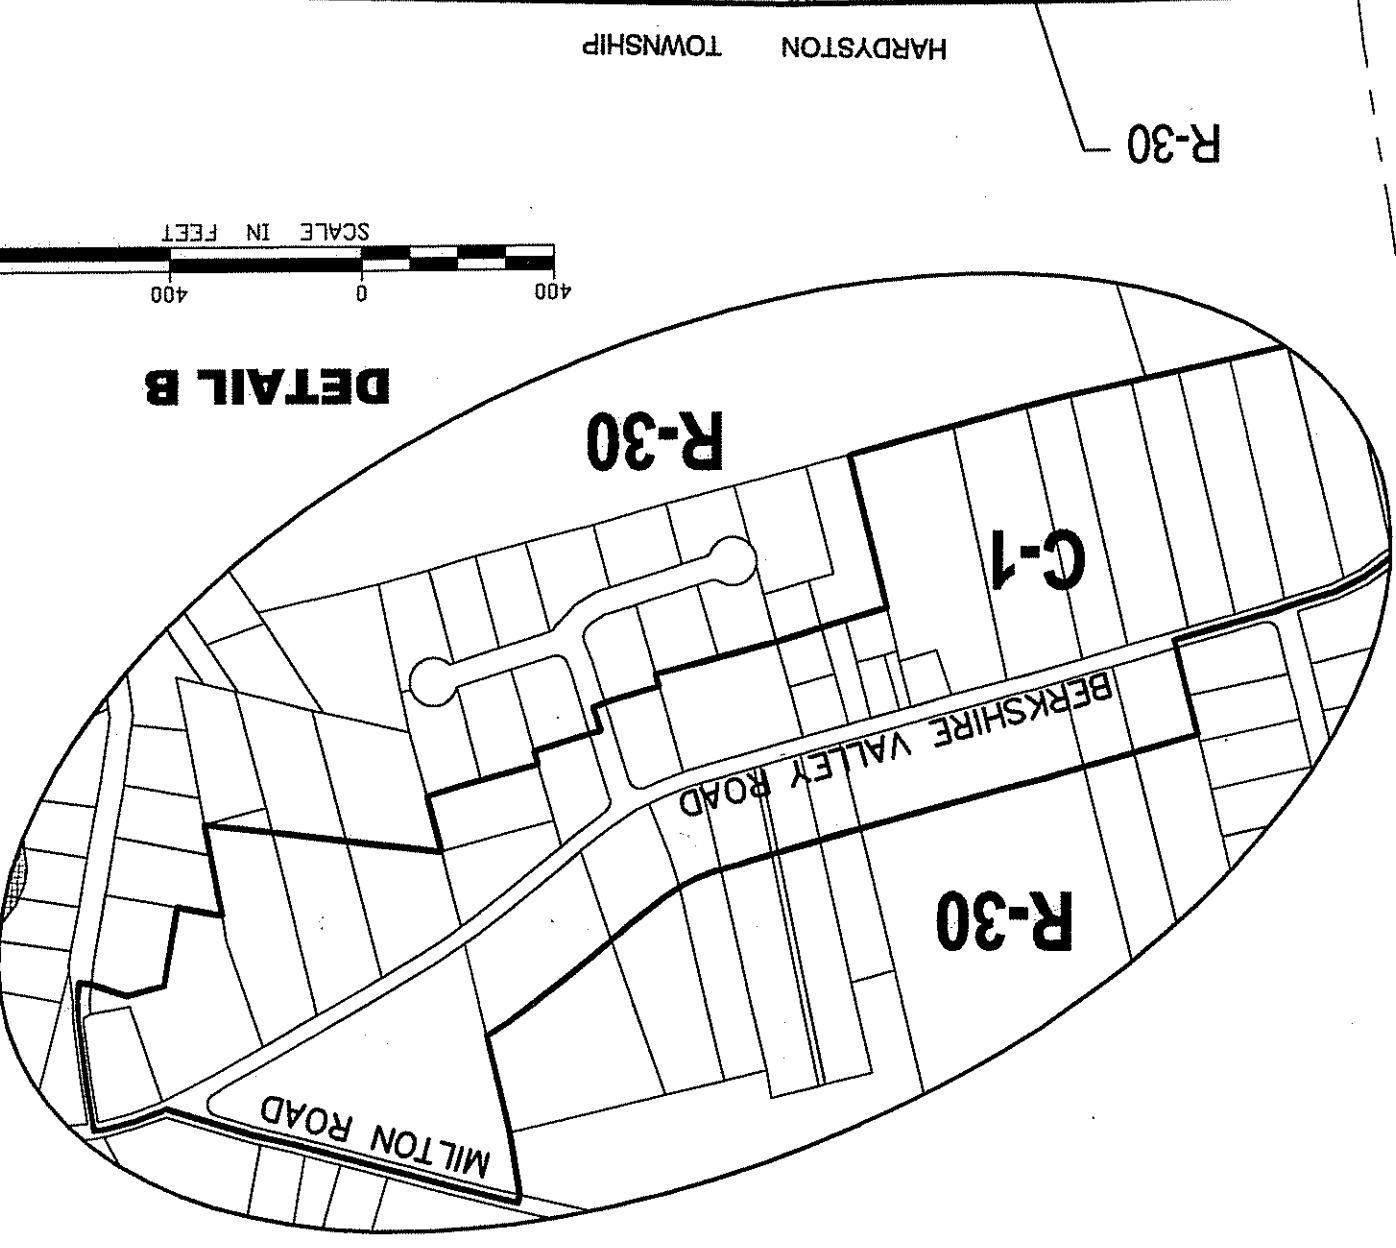 MILTON ROAD
R-30
BERKSHIRE VALLEY ROAD
C-1
R-30
DETAIL B
400 0 400
SCALE IN FEET
R-30
HARDYSTON TOWNSHIP